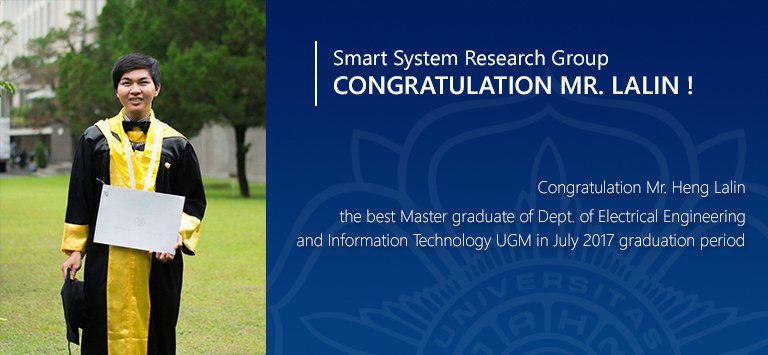 Smart System Research Group
CONGRATULATION MR. LALIN !
Congratulation Mr. Heng Lalin
the best Master graduate of Dept. of Electrical Engineering
and Information Technology UGM in July 2017 graduation period
UNIVERSITAS